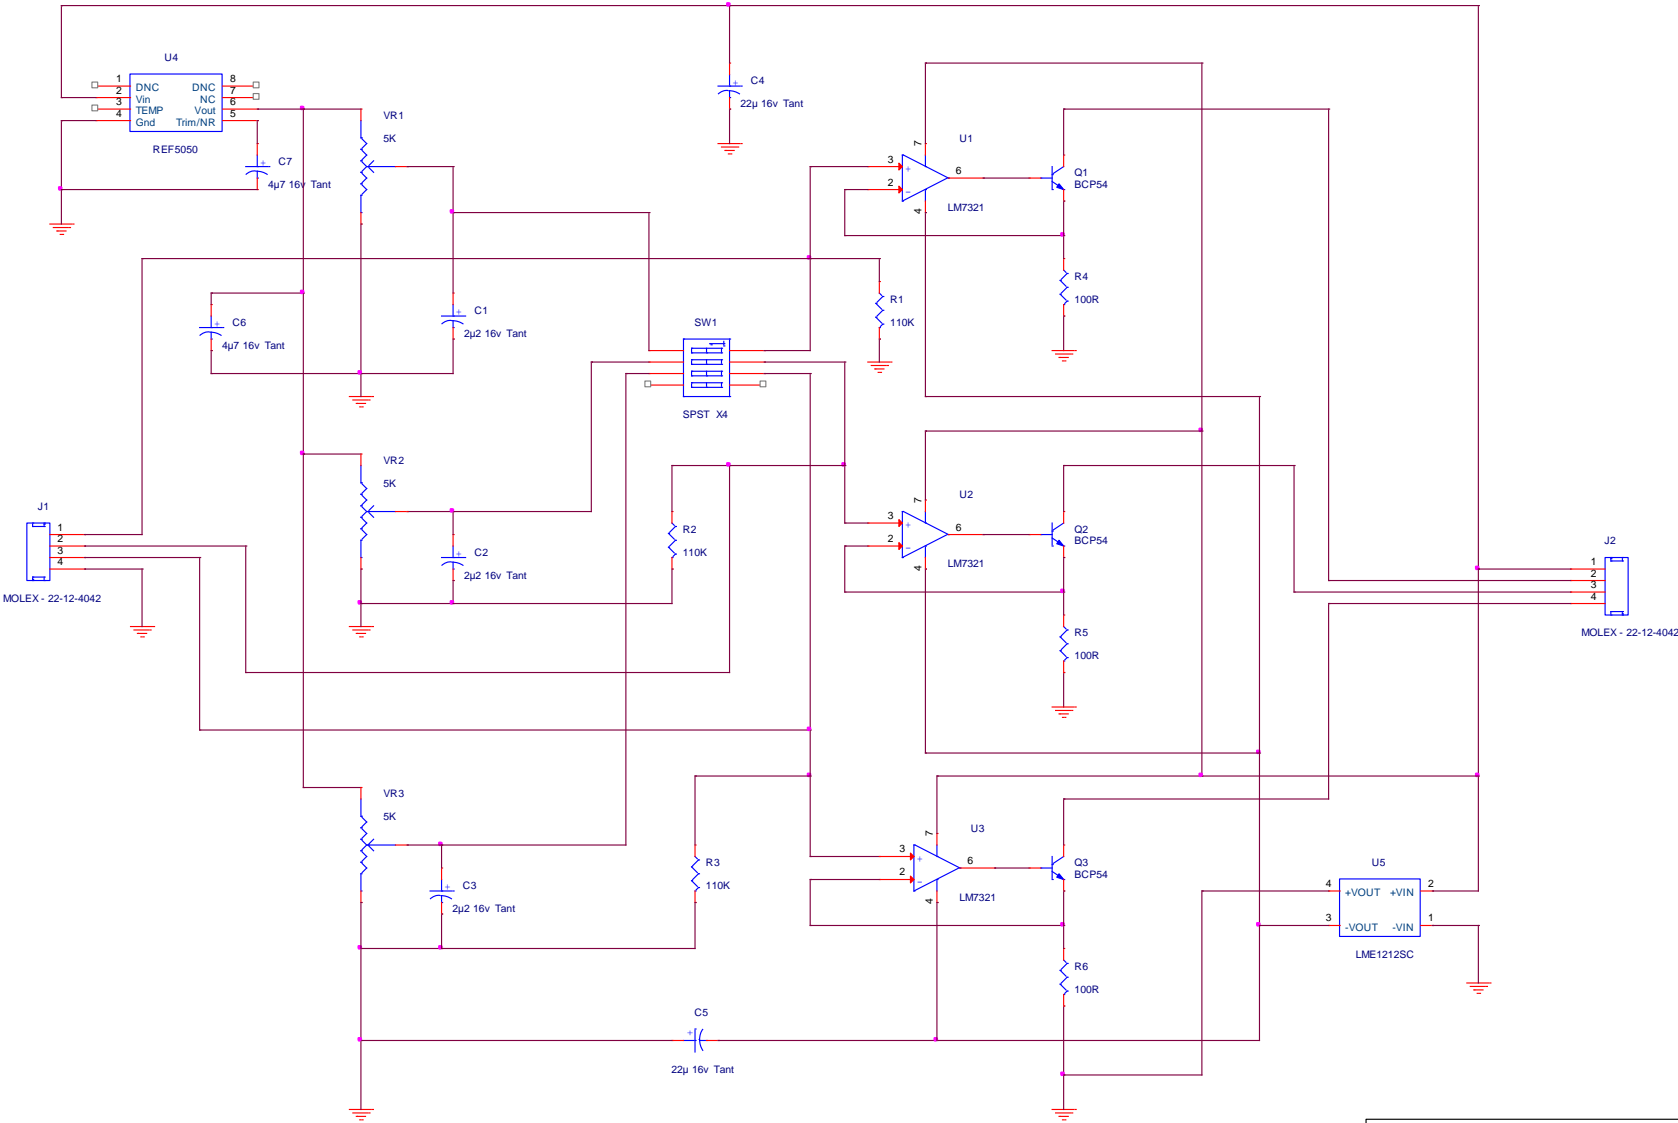 U4
1 DNC DNC 8
2 Vin NC 7
3 TEMP Vout 6
4 Gnd Trim/NR 5
REF5050
C7
4µ7 16v Tant
VR1
5K
C4
22µ 16v Tant
U1
7
3
2
6
4
LM7321
Q1
BCP54
R4
100R
R1
110K
C6
4µ7 16v Tant
C1
2µ2 16v Tant
SW1
1
SPST X4
VR2
5K
C2
2µ2 16v Tant
R2
110K
U2
7
3
2
6
4
LM7321
Q2
BCP54
R5
100R
J1
1
2
3
4
MOLEX - 22-12-4042
J2
1
2
3
4
MOLEX - 22-12-4042
VR3
5K
C3
2µ2 16v Tant
R3
110K
U3
7
3
2
6
4
LM7321
Q3
BCP54
R6
100R
U5
4 +VOUT +VIN 2
3 -VOUT -VIN 1
LME1212SC
C5
22µ 16v Tant